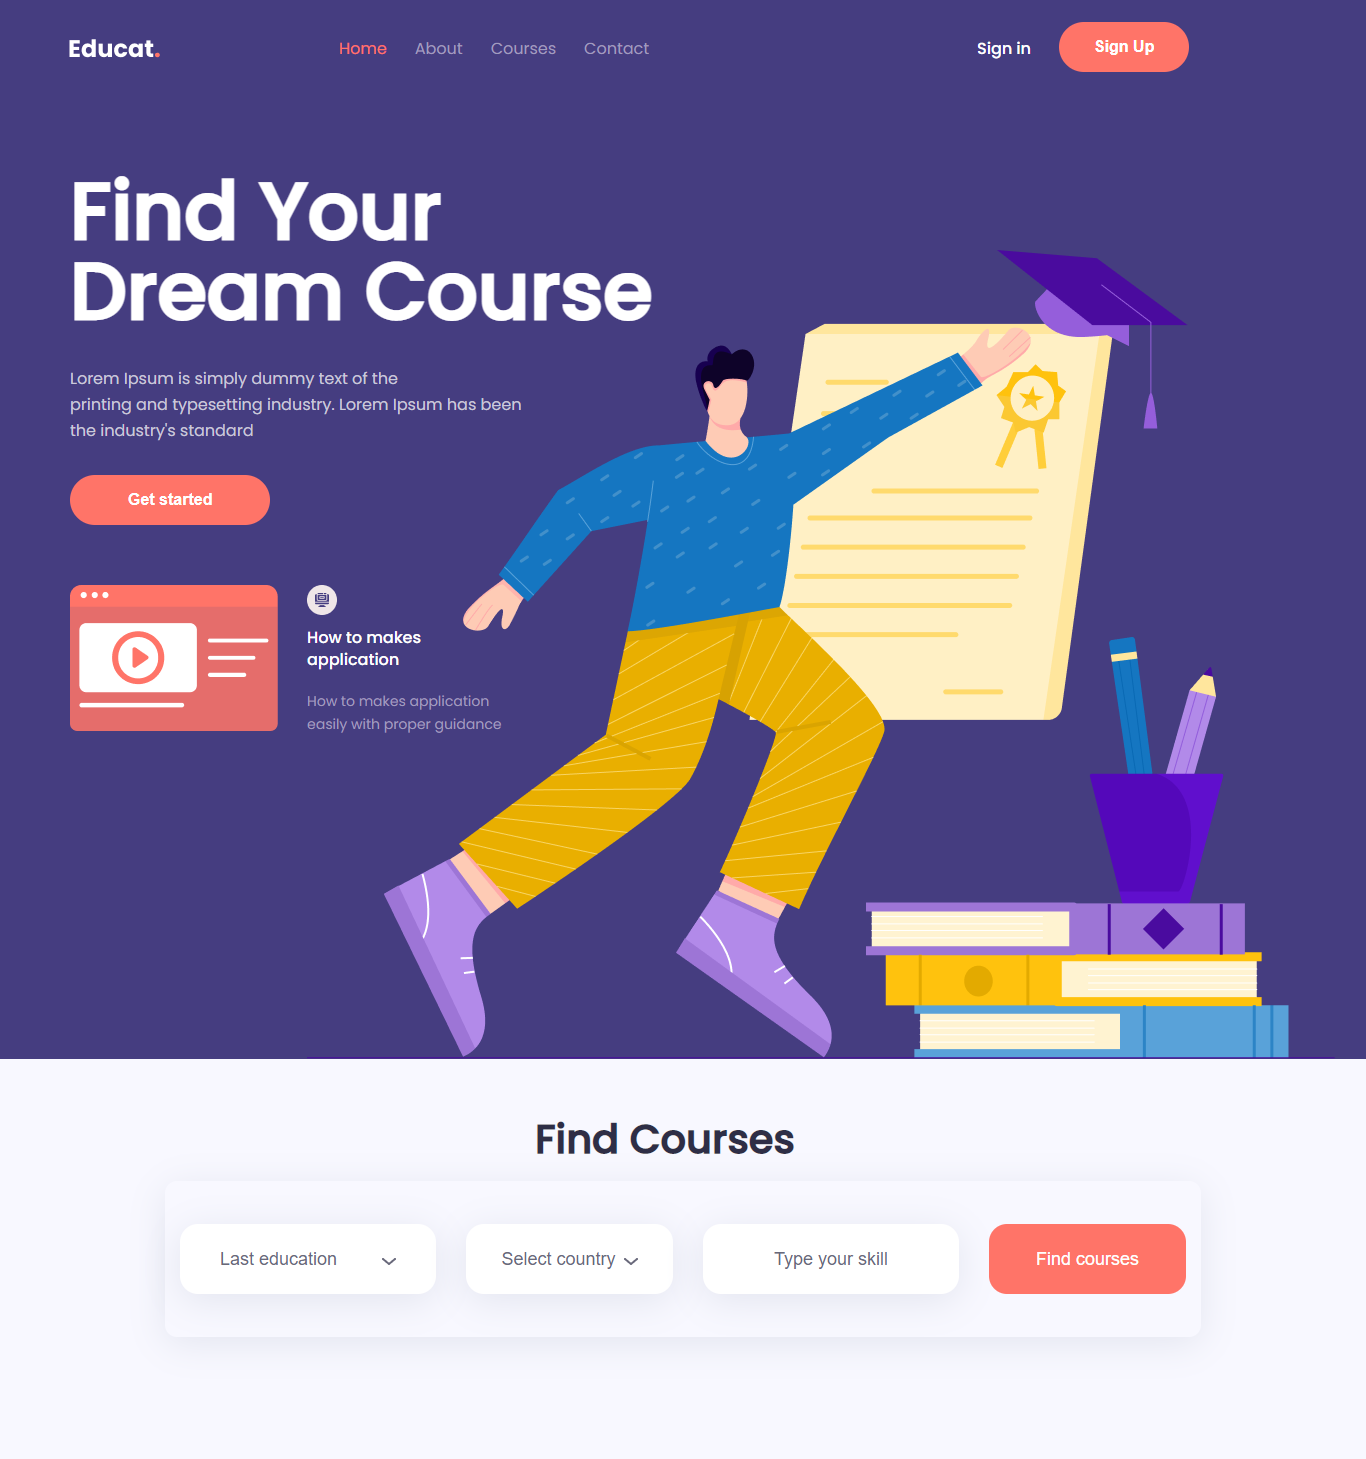 Educat.
Home About Courses Contact
Sign in
Sign Up
Find Your
Dream Course
Lorem Ipsum is simply dummy text of the
printing and typesetting industry. Lorem Ipsum has been
the industry's standard
Get started
How to makes
application
How to makes application
easily with proper guidance
Find Courses
Last education
Select country
Type your skill
Find courses